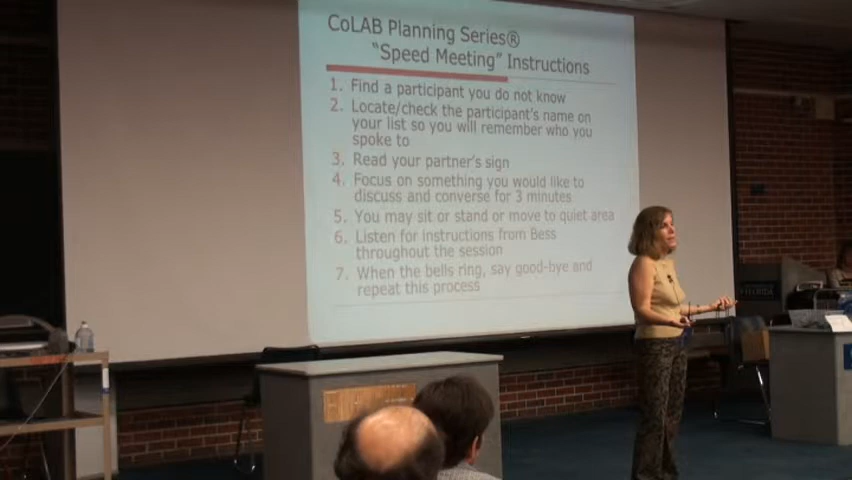 CoLAB Planning Series®
"Speed Meeting" Instructions
1. Find a participant you do not know
2. Locate/check the participant's name on
your list so you will remember who you
spoke to
3. Read your partner's sign
4. Focus on something you would like to
discuss and converse for 3 minutes
5. You may sit or stand or move to quiet area
6. Listen for instructions from Bess
throughout the session
7. When the bells ring, say good-bye and
repeat this process